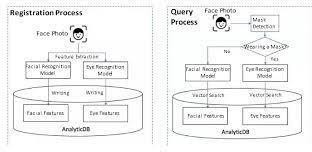 Registration Process
Face Photo
Feature Extraction
Facial Recognition
Model
Eye Recognition
Model
Writing
Writing
Facial Features
Eye Features
AnalyticDB
Query
Process
Face Photo
Mask
Detection
Wearing a Mask?
No
Yes
Facial Recognition
Model
Eye Recognition
Model
Vector Search
Vector Search
Facial Features
Eye Features
AnalyticDB